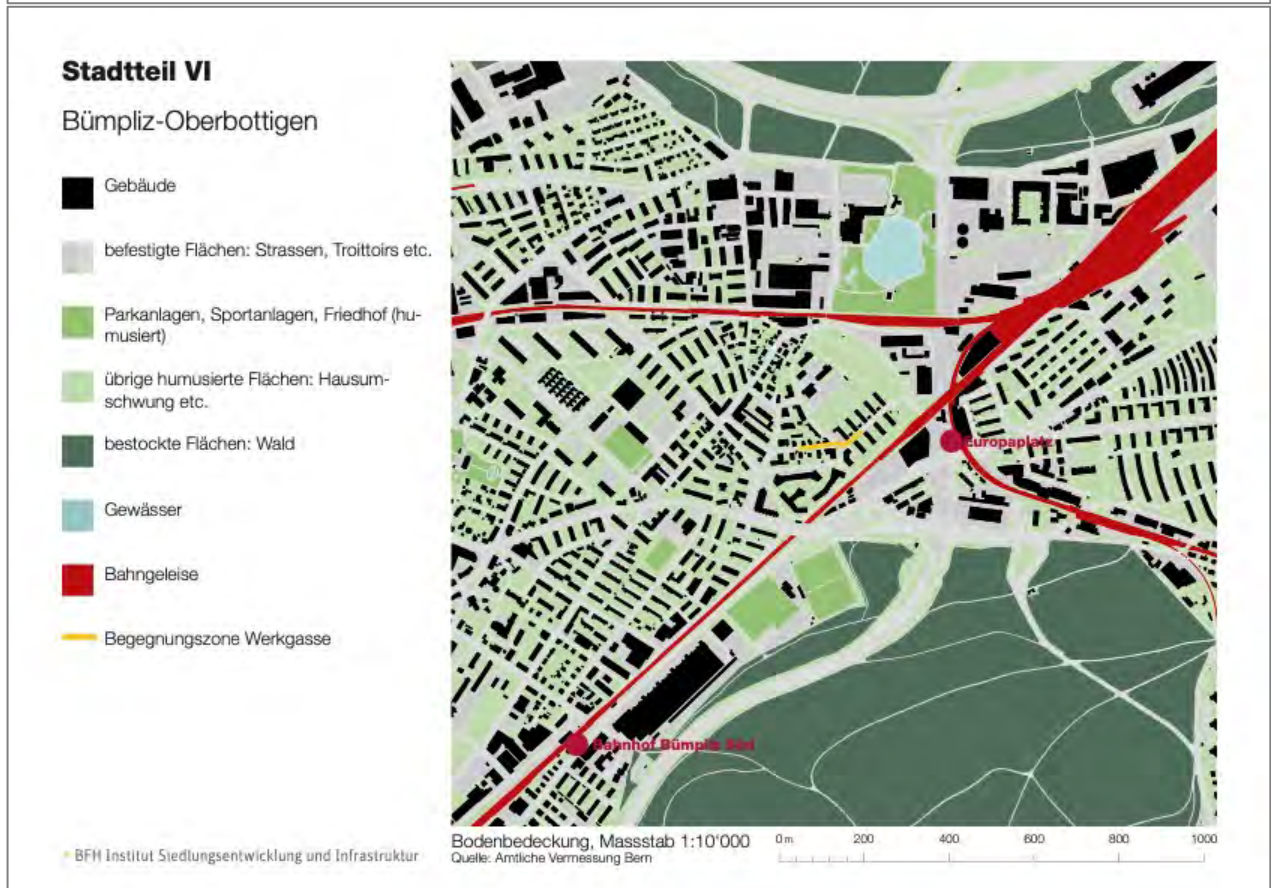 Stadtteil VI
Bümpliz-Oberbottigen
Gebäude
befestigte Flächen: Strassen, Troittoirs etc.
Parkanlagen, Sportanlagen, Friedhof (hu-
musiert)
übrige humusierte Flächen: Hausum-
schwung etc.
bestockte Flächen: Wald
Gewässer
Bahngeleise
Begegnungszone Werkgasse
Europaplatz
Bahnhof Bümpliz Süd
Bodenbedeckung, Massstab 1:10'000
Quelle: Amtliche Vermessung Bern
0 m 200 400 600 800 1000
BFH Institut Siedlungsentwicklung und Infrastruktur